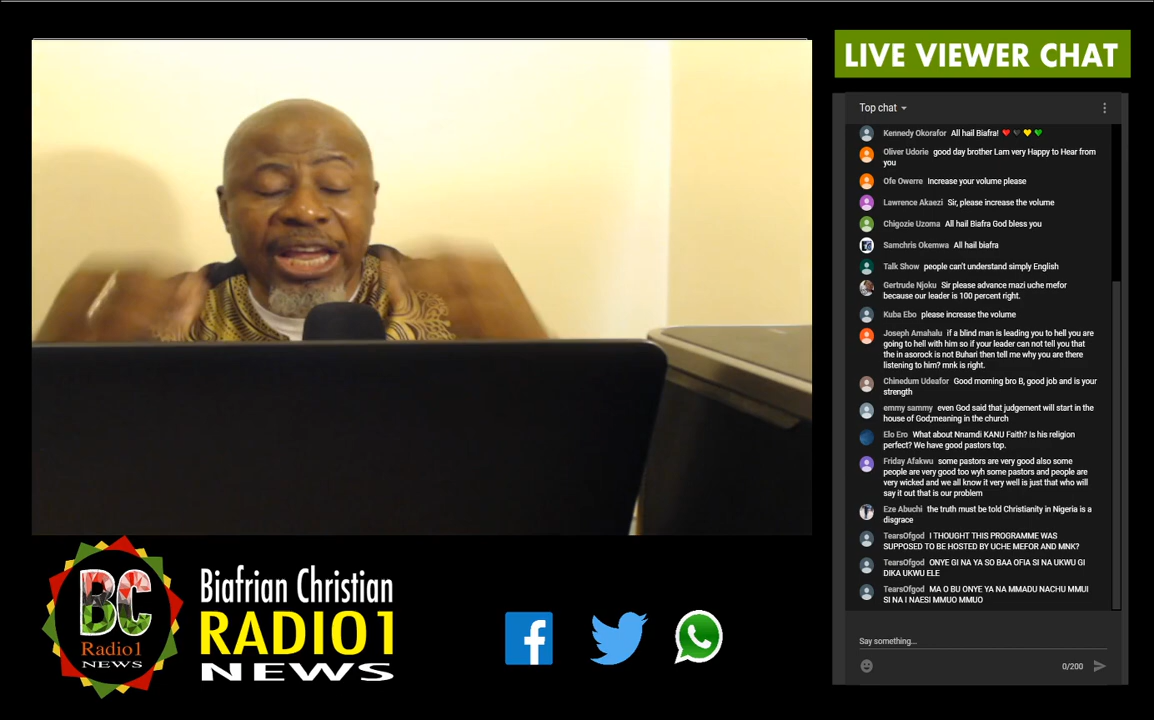 LIVE VIEWER CHAT
Top chat
Kennedy Okorafor All hail Biafra!
Oliver Udorie good day brother Lam very Happy to Hear from
you
Ofe Owerre Increase your volume please
Lawrence Akaezi Sir, please increase the volume
Chigozie Uzoma All hail Biafra God bless you
Samchris Okemwa All hail biafra
Talk Show people can't understand simply English
Gertrude Njoku Sir please advance mazi uche mefor
because our leader is 100 percent right.
Kuba Ebo please increase the volume
Joseph Amahalu if a blind man is leading you to hell you are
going to hell with him so if your leader can not tell you that
the in asorock is not Buhari then tell me why you are there
listening to him? mnk is right.
Chinedum Udeafor Good morning bro B, good job and is your
strength
emmy sammy even God said that judgement will start in the
house of God;meaning in the church
Elo Ero What about Nnamdi KANU Faith? Is his religion
perfect? We have good pastors top.
Friday Afakwu some pastors are very good also some
people are very good too wyh some pastors and people are
very wicked and we all know it very well is just that who will
say it out that is our problem
Eze Abuchi the truth must be told Christianity in Nigeria is a
disgrace
TearsOfgod I THOUGHT THIS PROGRAMME WAS
SUPPOSED TO BE HOSTED BY UCHE MEFOR AND MNK?
TearsOfgod ONYE GI NA YA SO BAA OFIA SI NA UKWU GI
DIKA UKWU ELE
TearsOfgod MA O BU ONYE YA NA MMADU NACHU MMUI
SI NA I NAESI MMUO MMUO
Say something...
0/200
BC
Radio1
NEWS
Biafrian Christian
RADIO1
NEWS